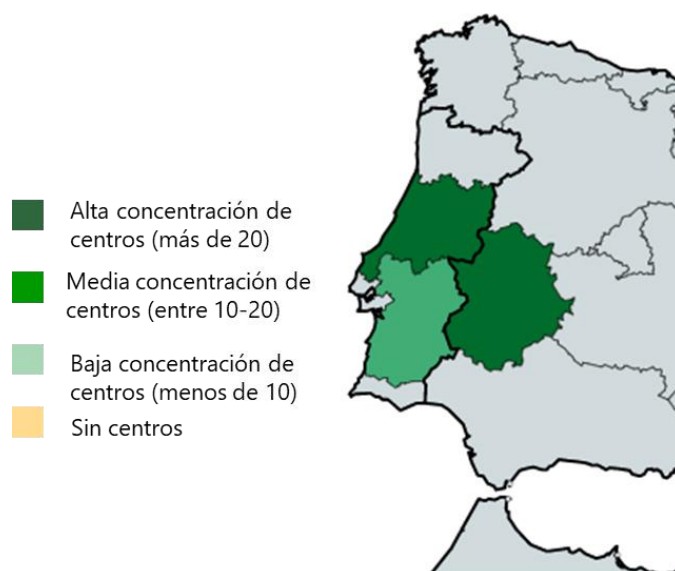 Alta concentración de
centros (más de 20)
Media concentración de
centros (entre 10-20)
Baja concentración de
centros (menos de 10)
Sin centros